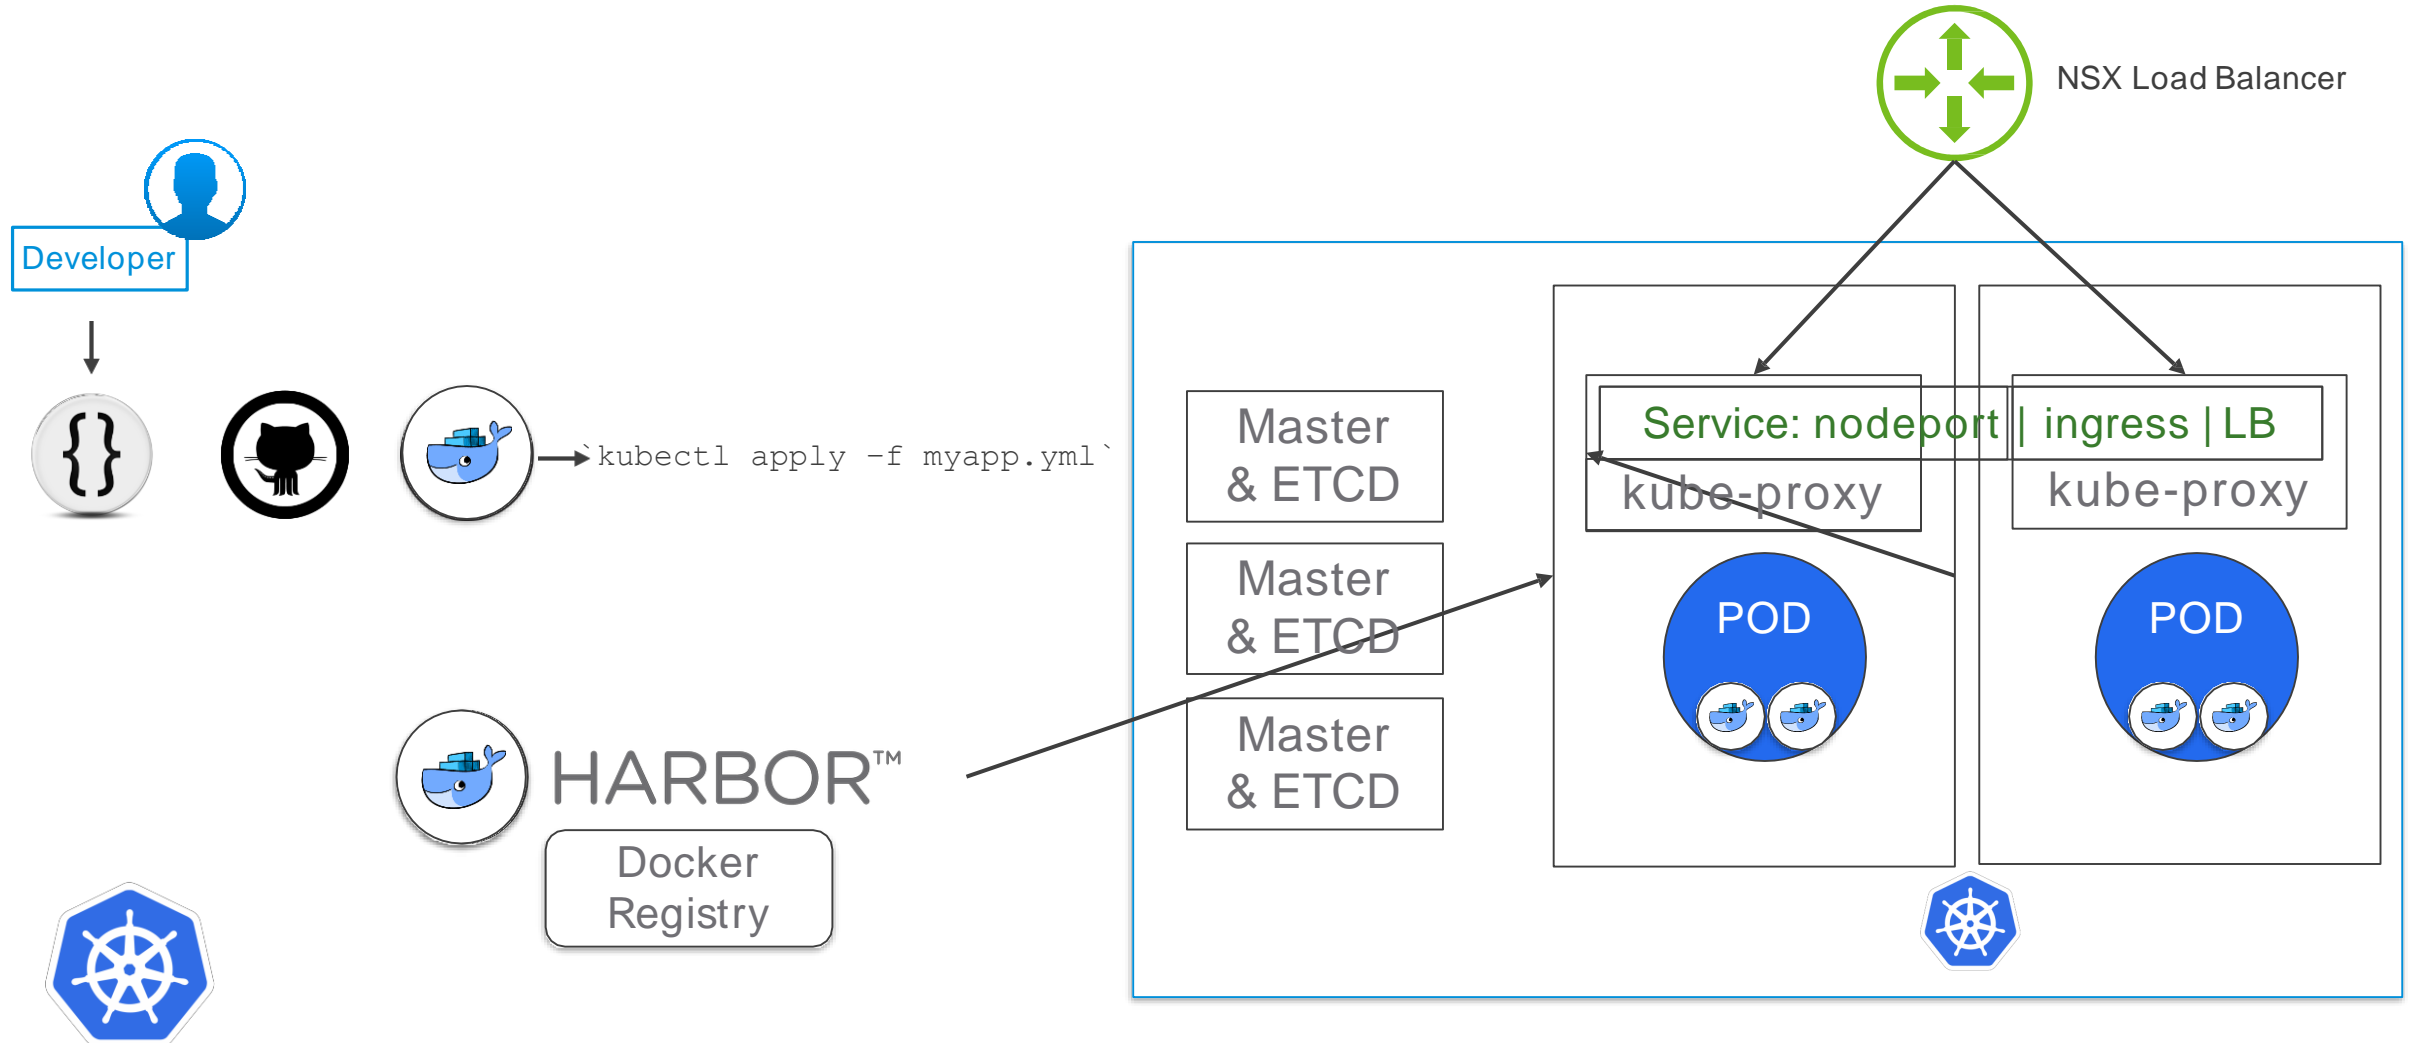 NSX Load Balancer
Developer
{}
`kubectl apply –f myapp.yml`
Master
& ETCD
Master
& ETCD
Master
& ETCD
Service: nodeport | ingress | LB
kube-proxy
kube-proxy
POD
POD
HARBOR™
Docker
Registry